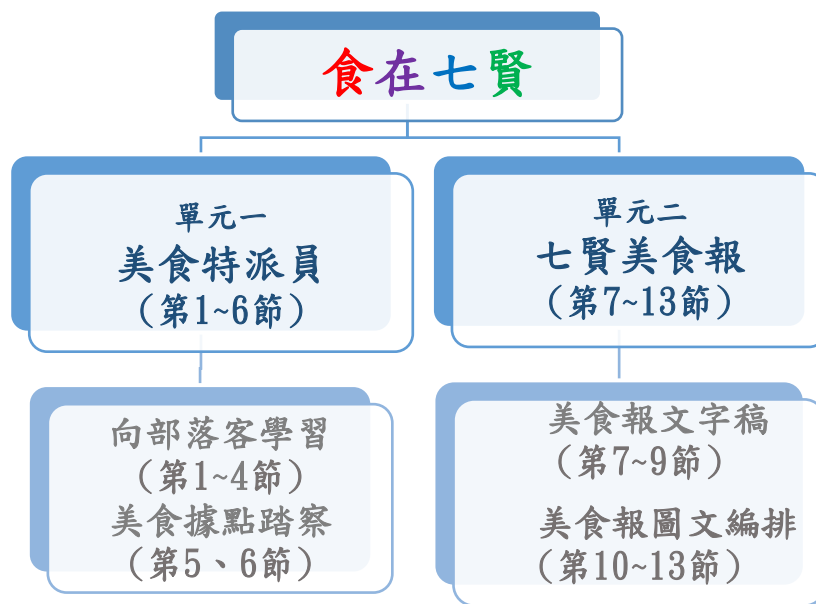 食在七賢
單元一
美食特派員
（第1~6節）
單元二
七賢美食報
（第7~13節）
向部落客學習
（第1~4節）
美食據點踏察
（第5、6節）
美食報文字稿
（第7~9節）
美食報圖文編排
（第10~13節）